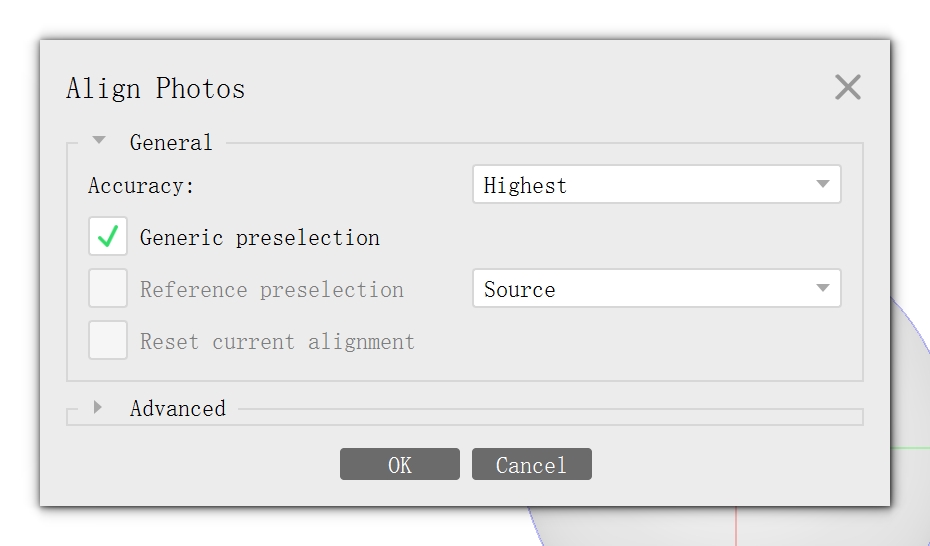 Align Photos
General
Accuracy: Highest
Generic preselection
Reference preselection Source
Reset current alignment
Advanced
OK Cancel